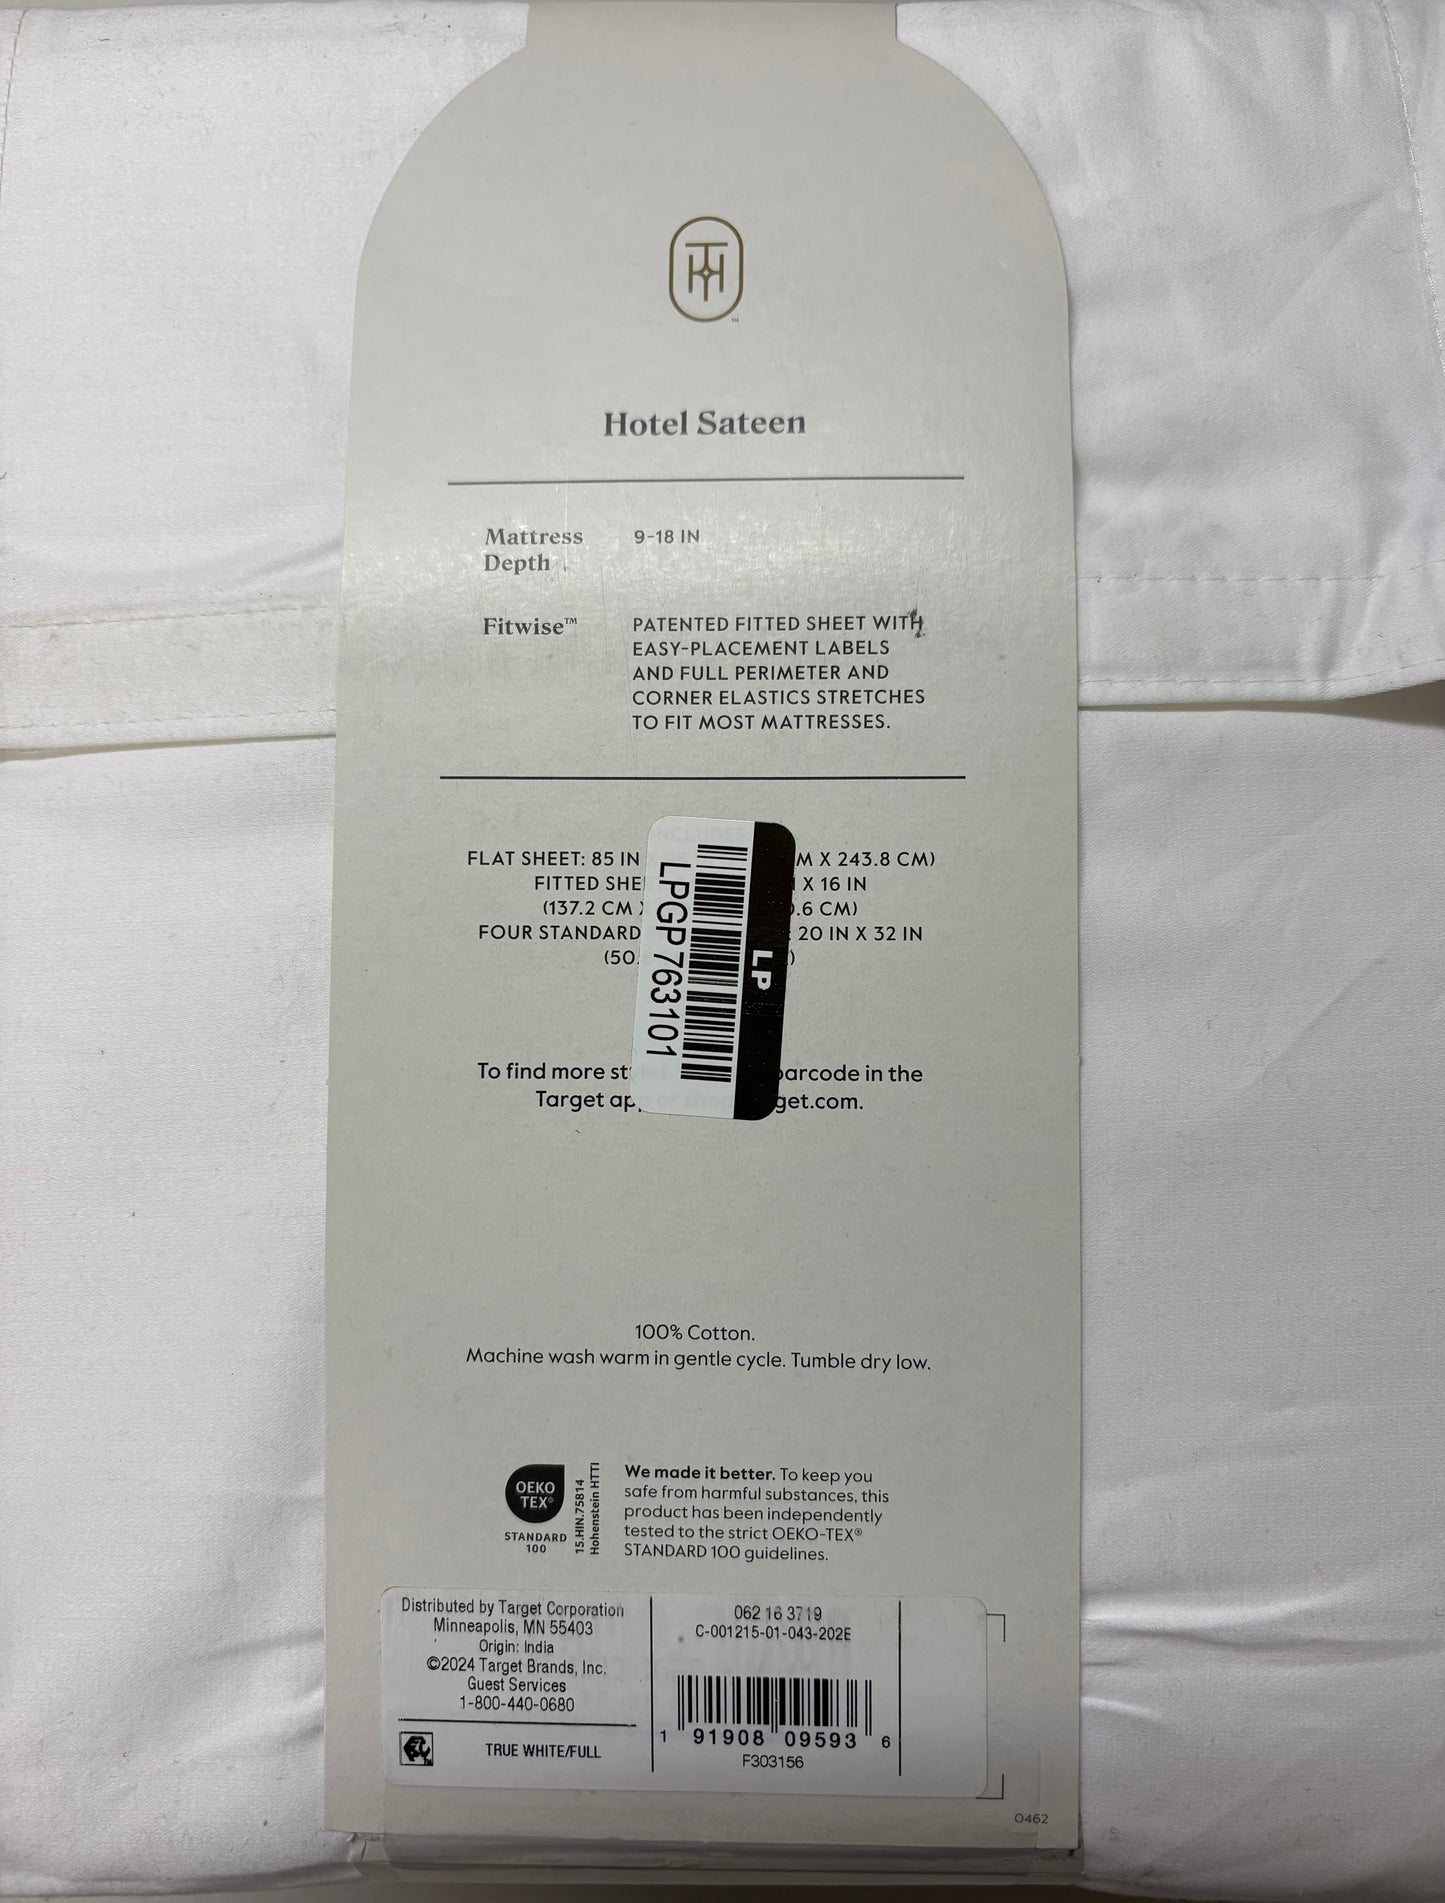 TH
™
Hotel Sateen
Mattress Depth 9-18 IN
Fitwise™ PATENTED FITTED SHEET WITH
EASY-PLACEMENT LABELS
AND FULL PERIMETER AND
CORNER ELASTICS STRETCHES
TO FIT MOST MATTRESSES.
INCLUDES
FLAT SHEET: 85 IN M X 243.8 CM)
FITTED SHE X 16 IN
(137.2 CM .6 CM)
FOUR STANDARD 20 IN X 32 IN
(50. )
LPGP763101
LP
To find more barcode in the
Target app or shop get.com.
100% Cotton.
Machine wash warm in gentle cycle. Tumble dry low.
OEKO
TEX®
STANDARD
100
15.HIN.75814
Hohenstein HTTI
We made it better. To keep you
safe from harmful substances, this
product has been independently
tested to the strict OEKO-TEX®
STANDARD 100 guidelines.
Distributed by Target Corporation
Minneapolis, MN 55403
Origin: India
©2024 Target Brands, Inc.
Guest Services
1-800-440-0680
TRUE WHITE/FULL
062 16 3719
C-001215-01-043-202E
1 91908 09593 6
F303156
0462